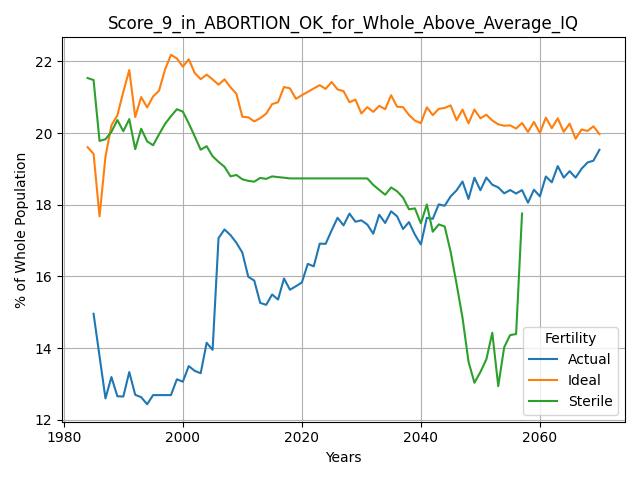 Score_9_in_ABORTION_OK_for_Whole_Above_Average_IQ
% of Whole Population
22
20
18
16
14
12
1980
2000
2020
2040
2060
Years
Fertility
Actual
Ideal
Sterile